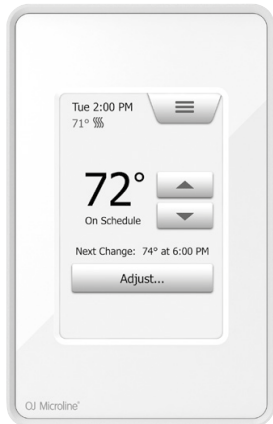 Tue 2:00 PM
71°
72°
On Schedule
Next Change: 74° at 6:00 PM
Adjust...
OJ Microline®